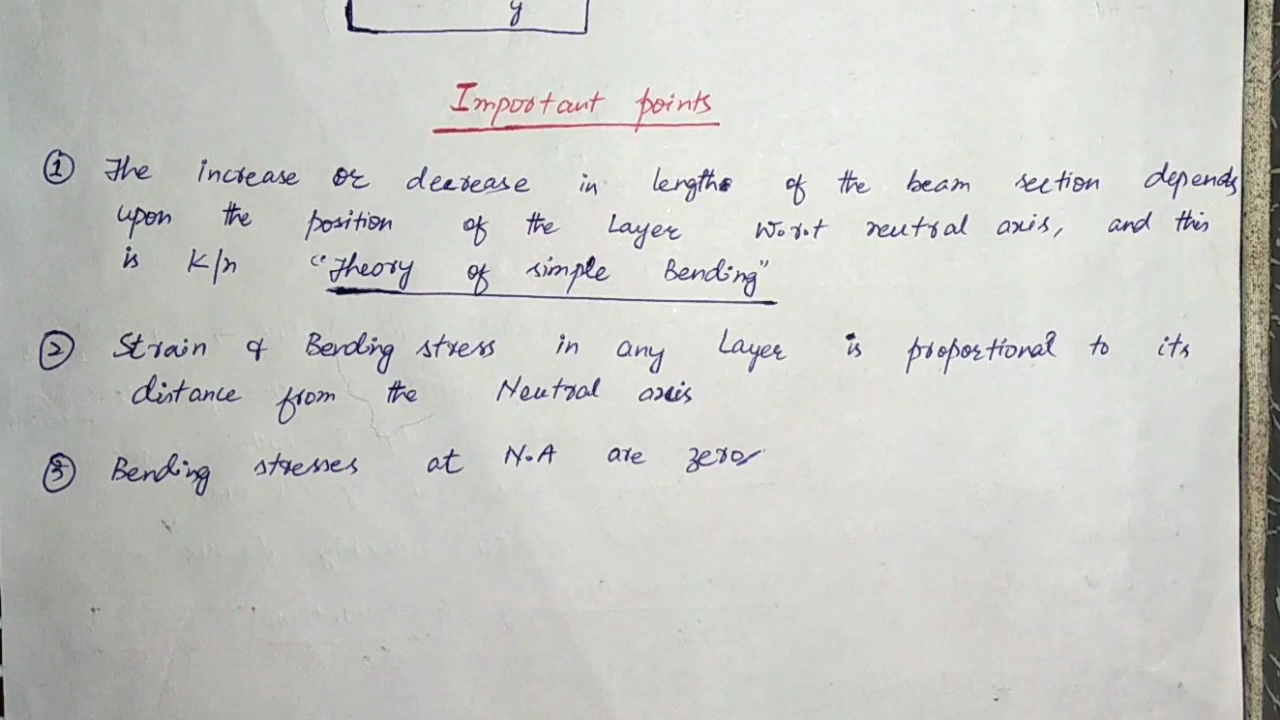 y
Important points
① The increase or decrease in length of the beam section depends
upon the position of the Layer W.r.t neutral axis, and this
is K/n "Theory of simple Bending"
② Strain & Bending stress in any Layer is proportional to its
distance from the Neutral axis
③ Bending stresses at N.A are zero